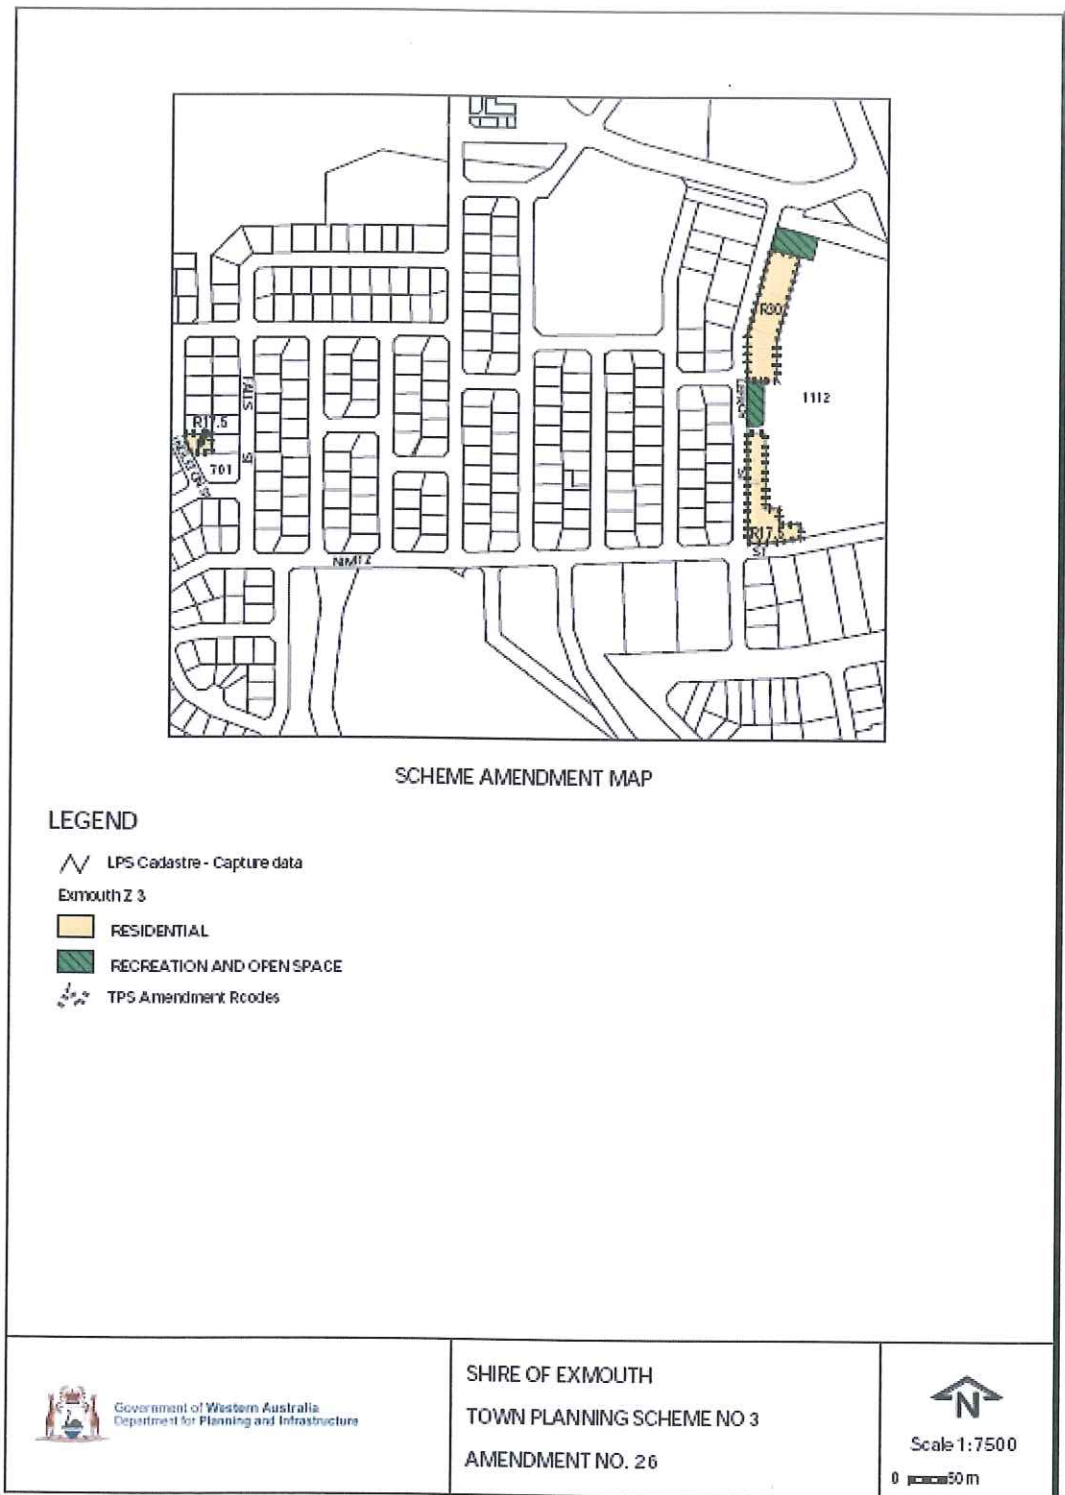 R30
1112
R17.5
701
FALLS
ST
ST
R17.5
ST
NIMITZ
SCHEME AMENDMENT MAP
LEGEND
LPS Cadastre - Capture data
Exmouth Z 3
RESIDENTIAL
RECREATION AND OPEN SPACE
TPS Amendment Rcodes
Government of Western Australia
Department for Planning and Infrastructure
SHIRE OF EXMOUTH
TOWN PLANNING SCHEME NO 3
AMENDMENT NO. 26
N
Scale 1:7500
0 50 m